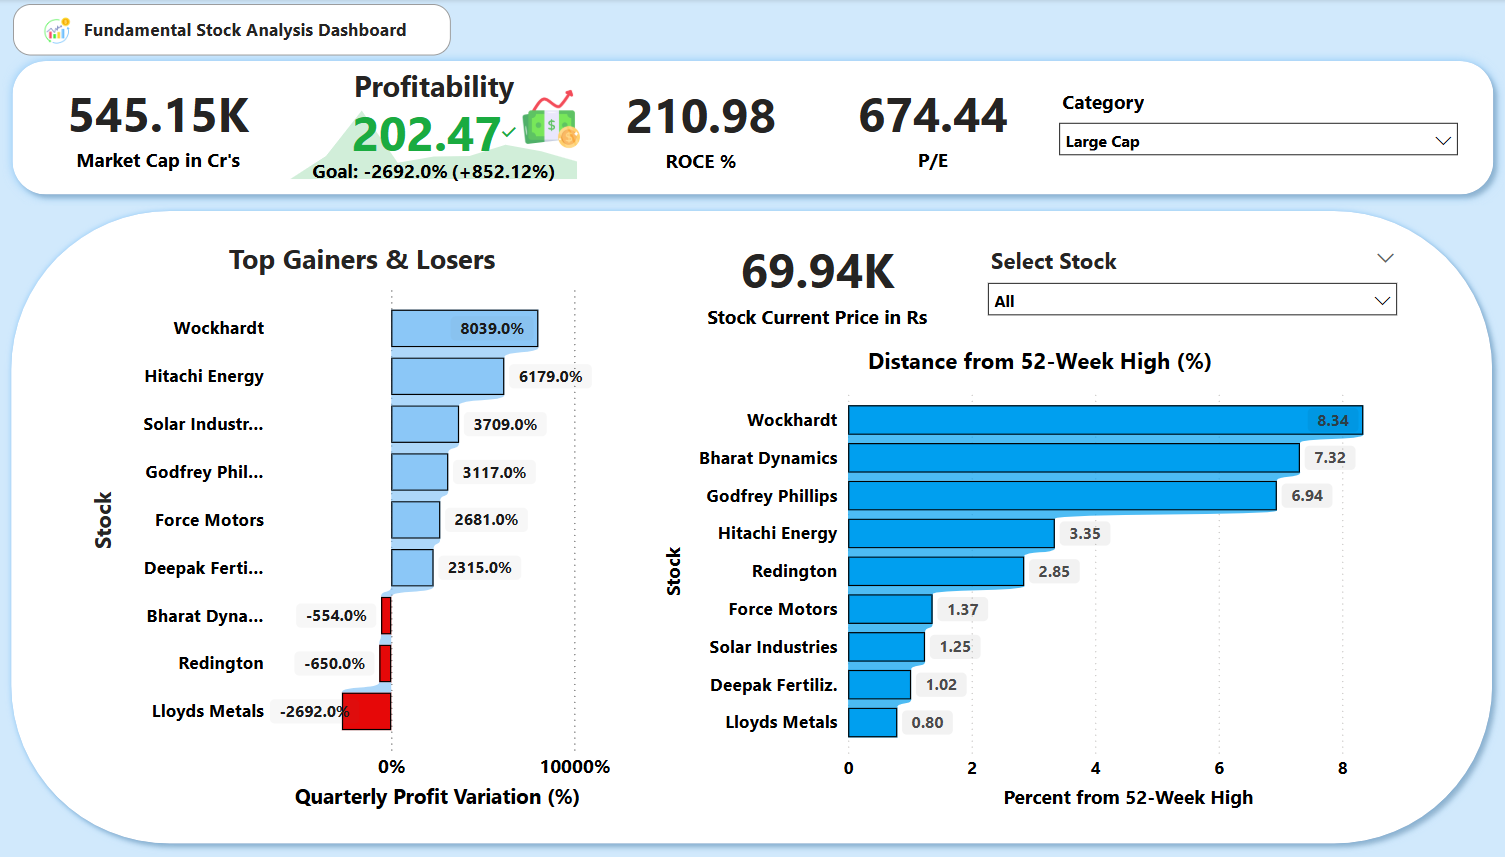 Fundamental Stock Analysis Dashboard
545.15K
Market Cap in Cr's
Profitability
202.47
Goal: -2692.0% (+852.12%)
210.98
ROCE %
674.44
P/E
Category
Large Cap
Top Gainers & Losers
Stock
Wockhardt 8039.0%
Hitachi Energy 6179.0%
Solar Industr... 3709.0%
Godfrey Phil... 3117.0%
Force Motors 2681.0%
Deepak Ferti... 2315.0%
Bharat Dyna... -554.0%
Redington -650.0%
Lloyds Metals -2692.0%
0% 10000%
Quarterly Profit Variation (%)
69.94K
Stock Current Price in Rs
Select Stock
All
Distance from 52-Week High (%)
Stock
Wockhardt 8.34
Bharat Dynamics 7.32
Godfrey Phillips 6.94
Hitachi Energy 3.35
Redington 2.85
Force Motors 1.37
Solar Industries 1.25
Deepak Fertiliz. 1.02
Lloyds Metals 0.80
0 2 4 6 8
Percent from 52-Week High